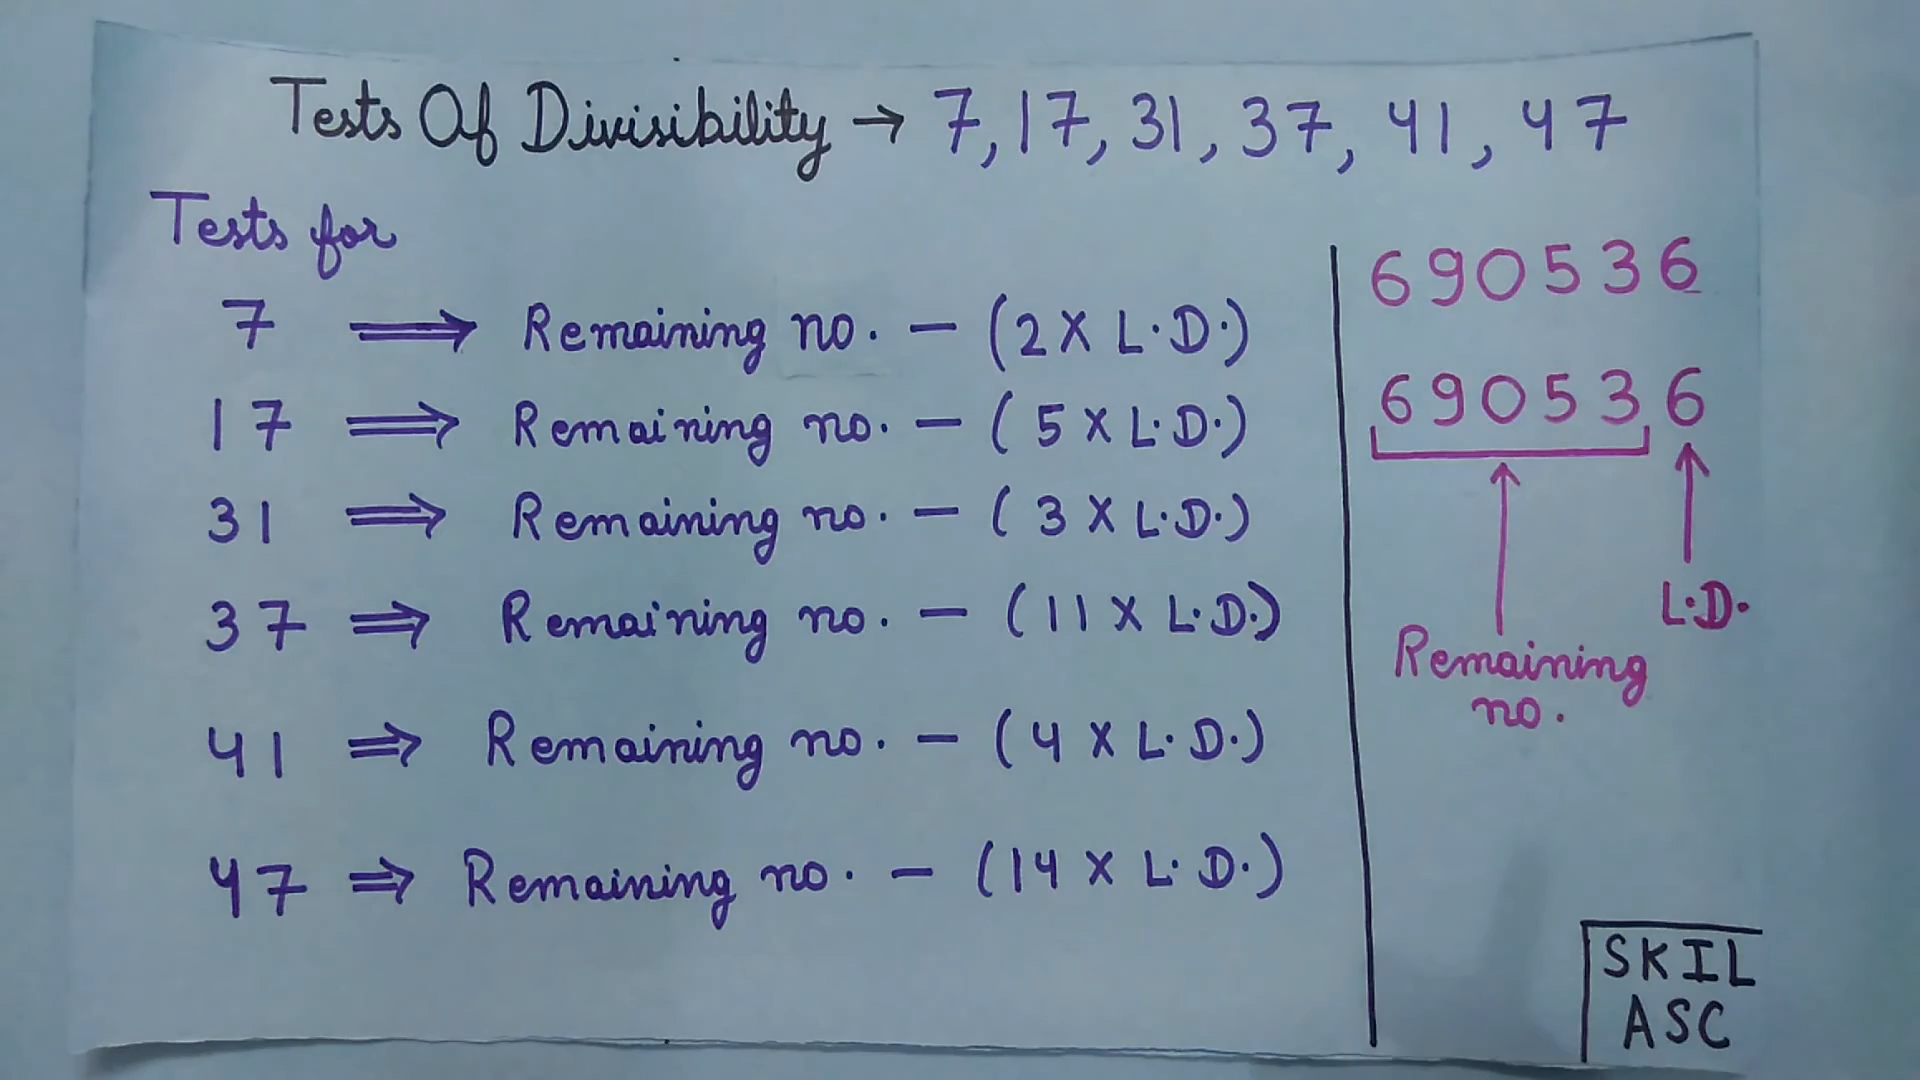 Tests Of Divisibility → 7, 17, 31, 37, 41, 47
Tests for
7 ⟹ Remaining no. - (2 X L.D.)
17 ⟹ Remaining no. - (5 X L.D.)
31 ⟹ Remaining no. - (3 X L.D.)
37 ⟹ Remaining no. - (11 X L.D.)
41 ⟹ Remaining no. - (4 X L.D.)
47 ⟹ Remaining no. - (14 X L.D.)
690536
690536
L.D.
Remaining
no.
SKIL
ASC